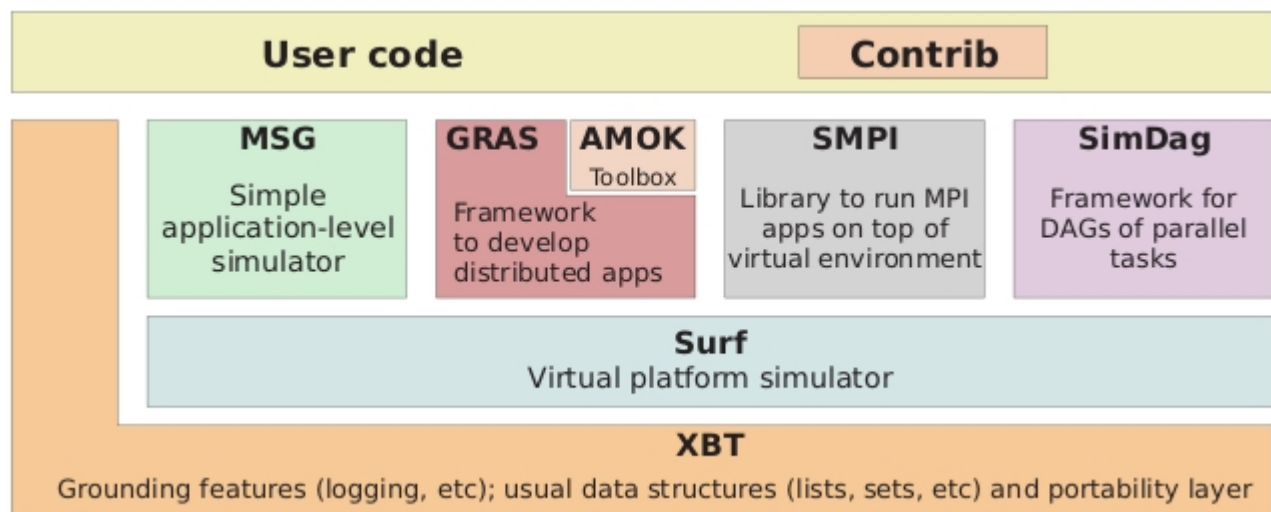 User code
Contrib
MSG
Simple
application-level
simulator
GRAS
AMOK
Toolbox
Framework
to develop
distributed apps
SMPI
Library to run MPI
apps on top of
virtual environment
SimDag
Framework for
DAGs of parallel
tasks
Surf
Virtual platform simulator
XBT
Grounding features (logging, etc); usual data structures (lists, sets, etc) and portability layer